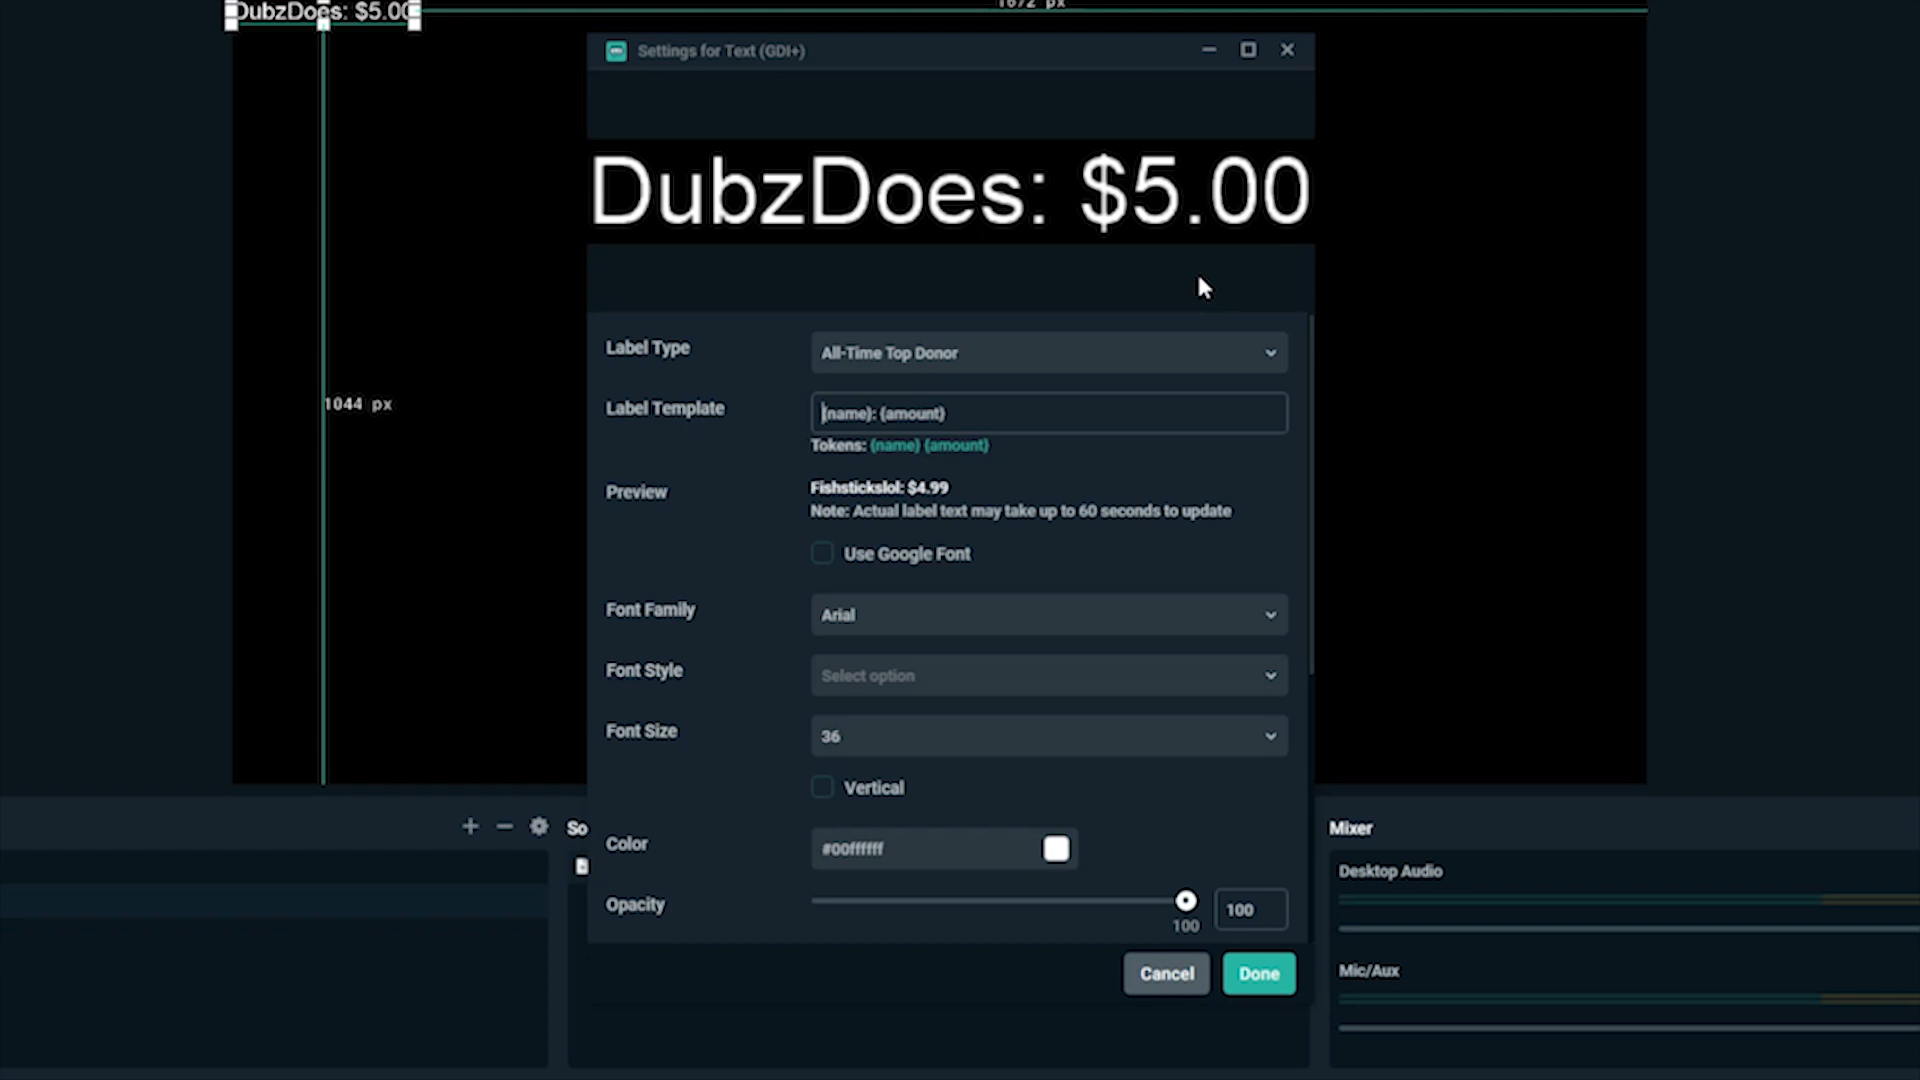 DubzDoes: $5.00
1672 px
Settings for Text (GDI+)
DubzDoes: $5.00
Label Type
All-Time Top Donor
1044 px
Label Template
{name}: {amount}
Tokens: {name} {amount}
Preview
Fishstickslol: $4.99
Note: Actual label text may take up to 60 seconds to update
Use Google Font
Font Family
Arial
Font Style
Select option
Font Size
36
Vertical
So
Mixer
Color
#00ffffff
Desktop Audio
Opacity
100
100
Cancel
Done
Mic/Aux